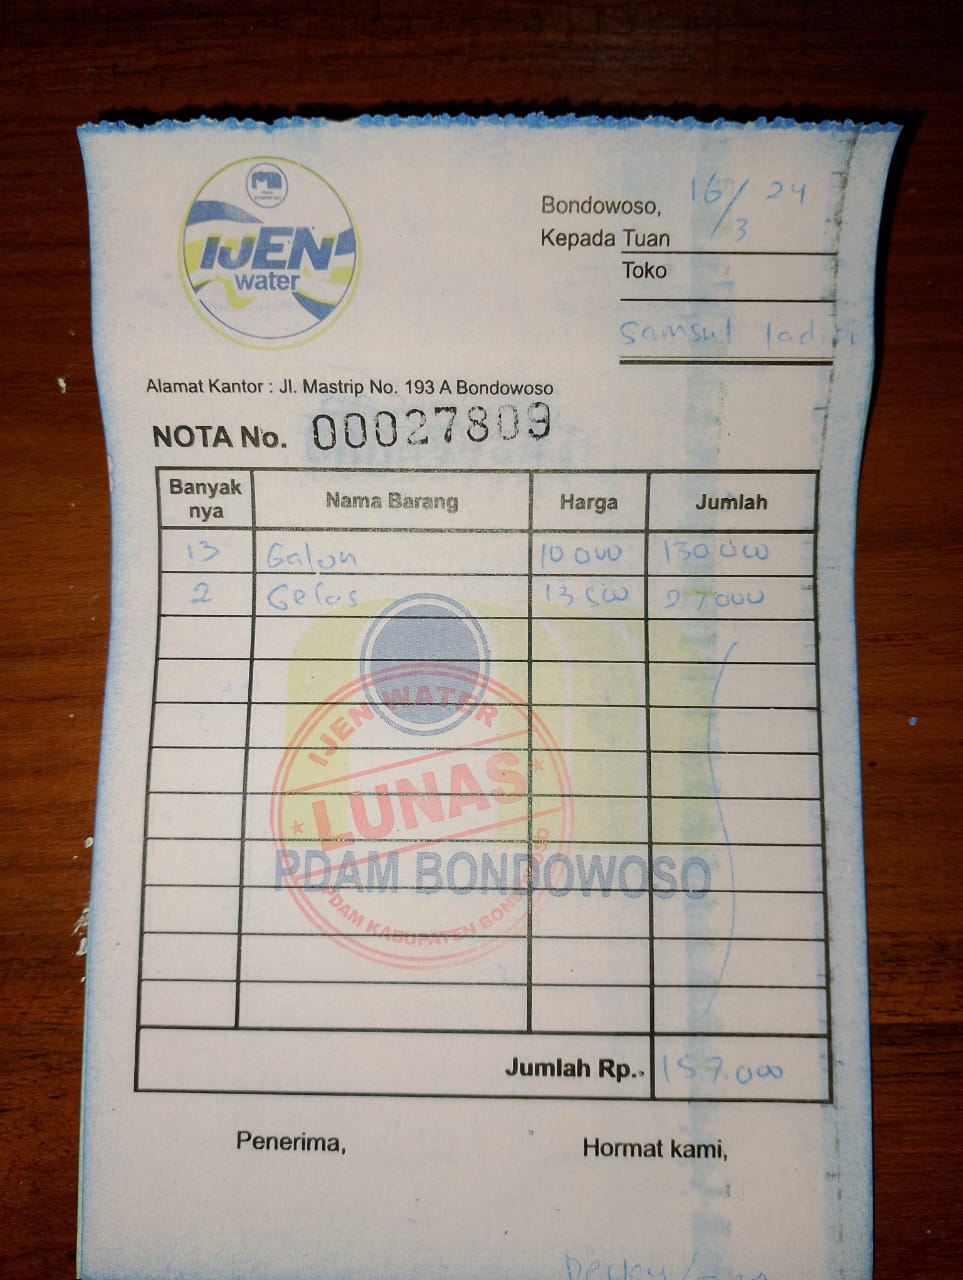 PDAM
IJEN
water
Bondowoso, 16/3 24
Kepada Tuan
Toko
Samsul
Alamat Kantor : Jl. Mastrip No. 193 A Bondowoso
NOTA No. 00027809
Banyak nya Nama Barang Harga Jumlah
13 Galon 10 000 130 000
2 Gelas 13 500 27 000
IJEN WATER
LUNAS
PDAM BONDOWOSO
PDAM KABUPATEN BONDOWOSO
Jumlah Rp. 157.000
Penerima, Hormat kami,